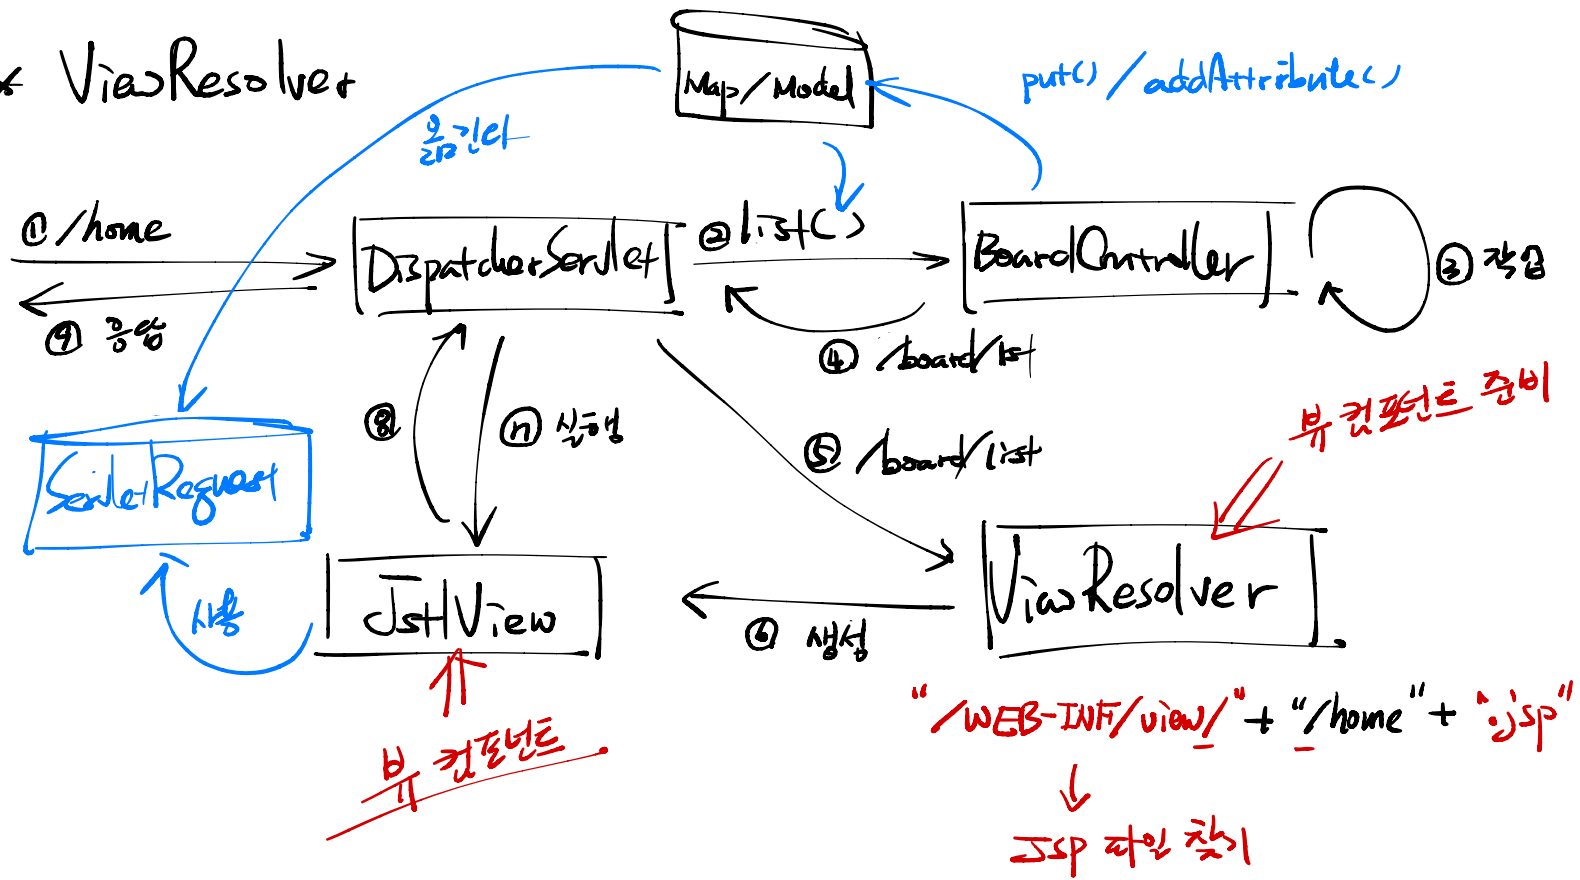 * ViewResolver
Map/Model
put() / addAttribute()
옮긴다
① /home
DispatcherServlet
② list()
BoardController
③ 작업
⑨ 응답
④ /board/list
⑧
⑦ 실행
⑤ /board/list
뷰 컴포넌트 준비
ServletRequest
사용
JstlView
⑥ 생성
ViewResolver
"/WEB-INF/view/" + "/home" + ".jsp"
뷰 컴포넌트
JSP 파일 찾기